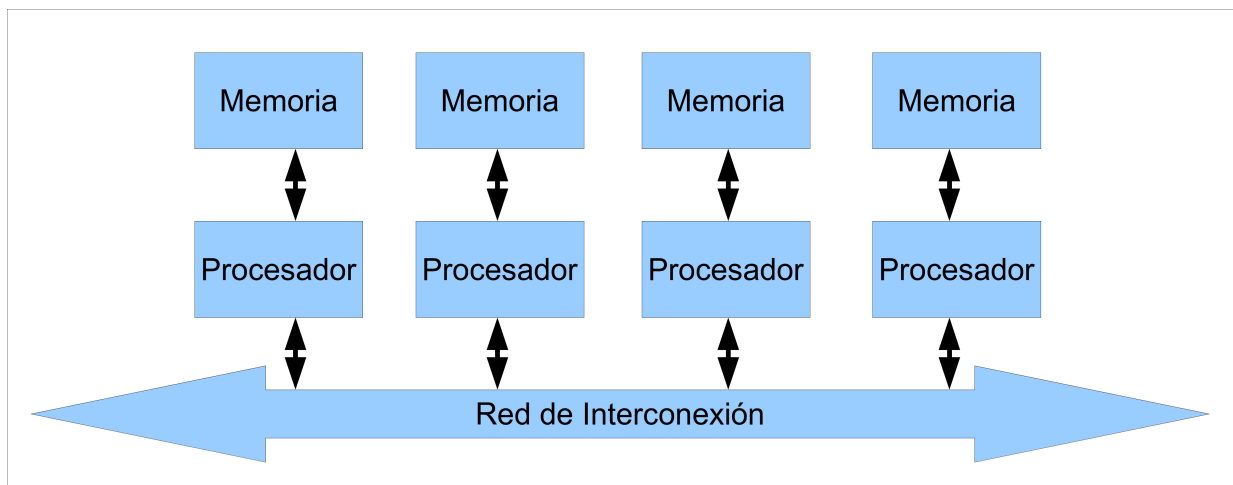 Memoria Memoria Memoria Memoria
Procesador Procesador Procesador Procesador
Red de Interconexión